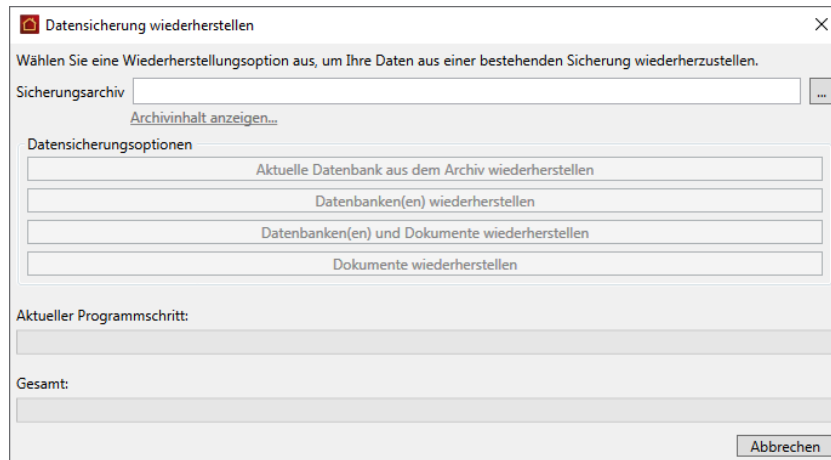 Datensicherung wiederherstellen
Wählen Sie eine Wiederherstellungsoption aus, um Ihre Daten aus einer bestehenden Sicherung wiederherzustellen.
Sicherungsarchiv ...
Archivinhalt anzeigen...
Datensicherungsoptionen
Aktuelle Datenbank aus dem Archiv wiederherstellen
Datenbanken(en) wiederherstellen
Datenbanken(en) und Dokumente wiederherstellen
Dokumente wiederherstellen
Aktueller Programmschritt:
Gesamt:
Abbrechen